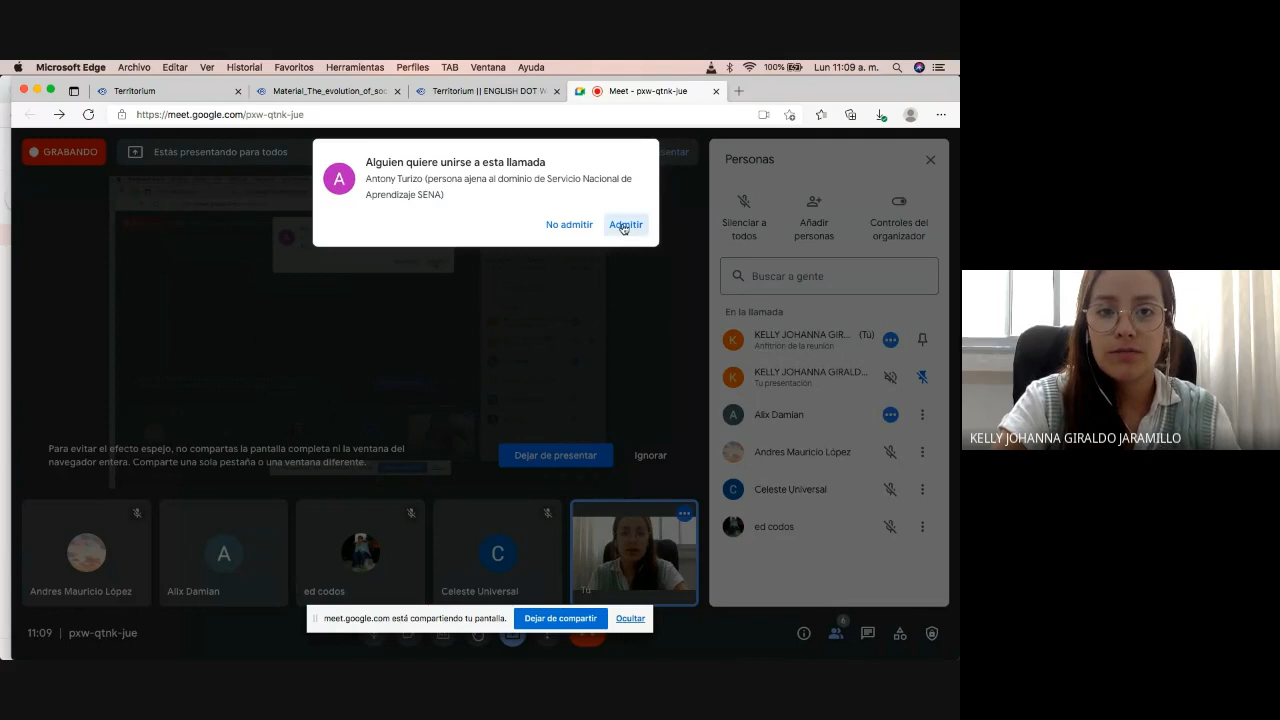 Microsoft Edge Archivo Editar Ver Historial Favoritos Herramientas Perfiles TAB Ventana Ayuda 100% Lun 11:09 a. m.
Territorium Material_The_evolution_of_soc Territorium || ENGLISH DOT W Meet - pxw-qtnk-jue
https://meet.google.com/pxw-qtnk-jue
GRABANDO Estás presentando para todos
Alguien quiere unirse a esta llamada
A
Antony Turizo (persona ajena al dominio de Servicio Nacional de
Aprendizaje SENA)
No admitir Admitir
Personas
Silenciar a
todos
Añadir
personas
Controles del
organizador
Buscar a gente
En la llamada
K KELLY JOHANNA GIR... (Tú)
Anfitrión de la reunión
K KELLY JOHANNA GIRALD...
Tu presentación
A Alix Damian
Andres Mauricio López
C Celeste Universal
ed codos
Para evitar el efecto espejo, no compartas la pantalla completa ni la ventana del
navegador entera. Comparte una sola pestaña o una ventana diferente.
Dejar de presentar Ignorar
Andres Mauricio López
A
Alix Damian
ed codos
C
Celeste Universal
Tú
meet.google.com está compartiendo tu pantalla. Dejar de compartir Ocultar
11:09 | pxw-qtnk-jue
6
KELLY JOHANNA GIRALDO JARAMILLO